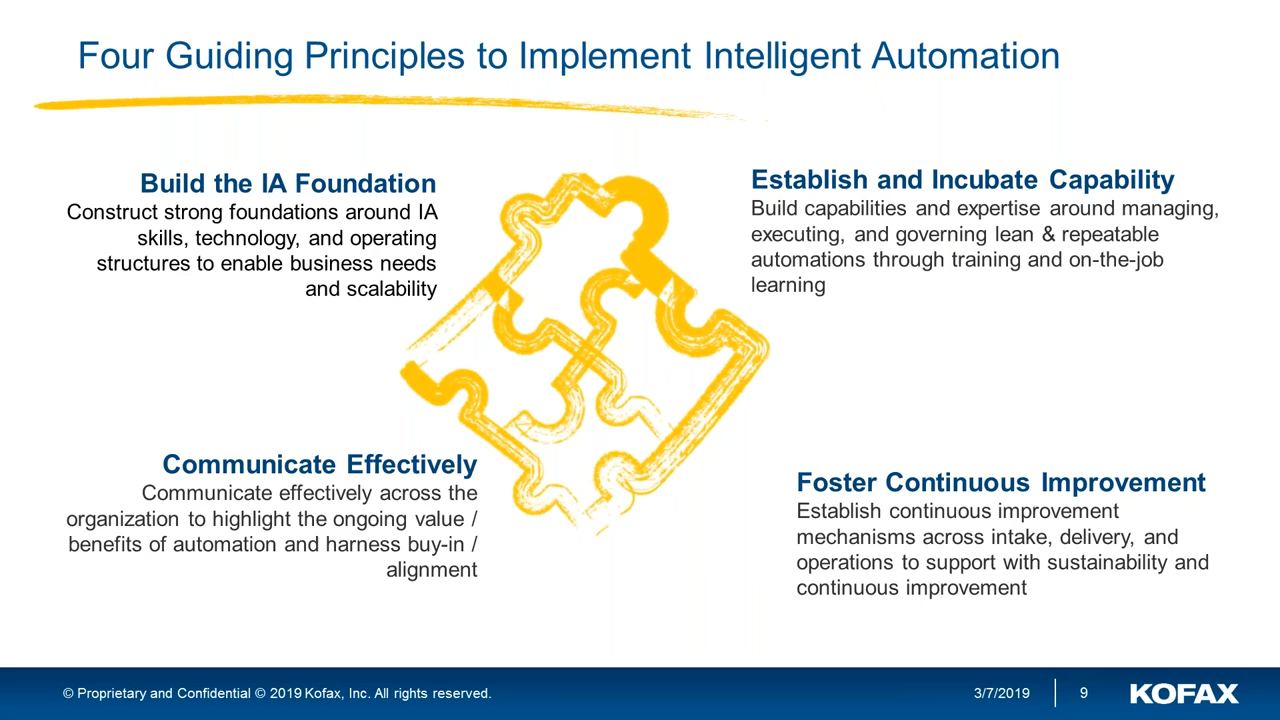 Four Guiding Principles to Implement Intelligent Automation
Build the IA Foundation
Construct strong foundations around IA
skills, technology, and operating
structures to enable business needs
and scalability
Establish and Incubate Capability
Build capabilities and expertise around managing,
executing, and governing lean & repeatable
automations through training and on-the-job
learning
Communicate Effectively
Communicate effectively across the
organization to highlight the ongoing value /
benefits of automation and harness buy-in /
alignment
Foster Continuous Improvement
Establish continuous improvement
mechanisms across intake, delivery, and
operations to support with sustainability and
continuous improvement
© Proprietary and Confidential © 2019 Kofax, Inc. All rights reserved.
3/7/2019
9
KOFAX